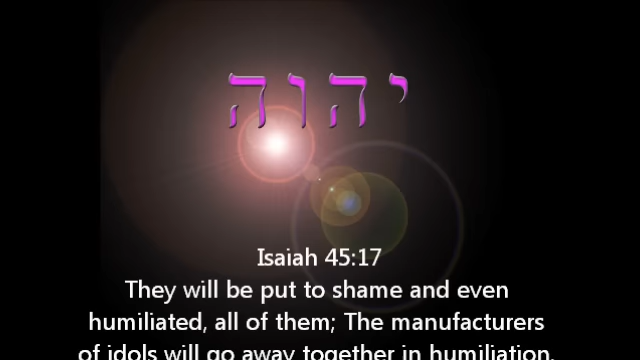 יהוה
Isaiah 45:17
They will be put to shame and even
humiliated, all of them; The manufacturers
of idols will go away together in humiliation.